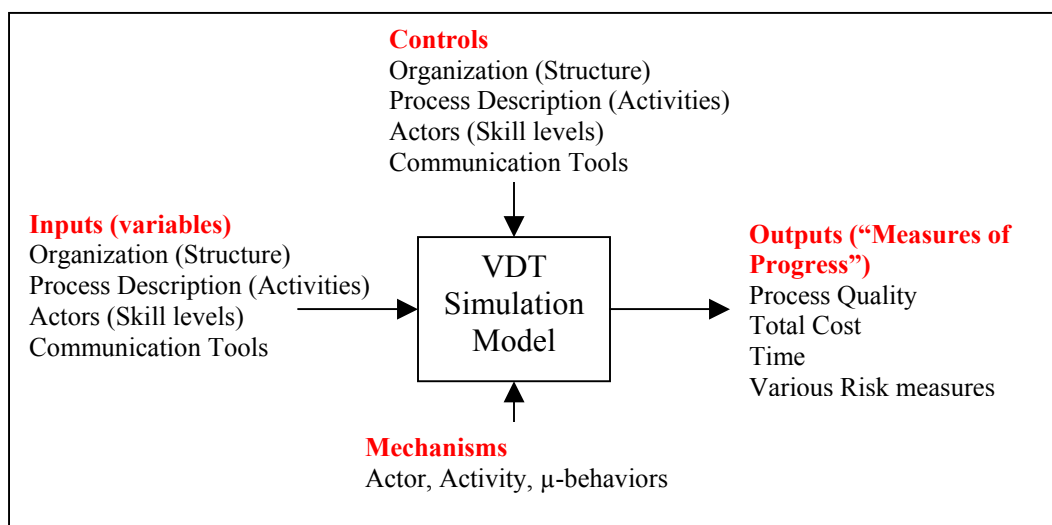 Controls
Organization (Structure)
Process Description (Activities)
Actors (Skill levels)
Communication Tools
Inputs (variables)
Organization (Structure)
Process Description (Activities)
Actors (Skill levels)
Communication Tools
VDT
Simulation
Model
Outputs (“Measures of
Progress”)
Process Quality
Total Cost
Time
Various Risk measures
Mechanisms
Actor, Activity, µ-behaviors